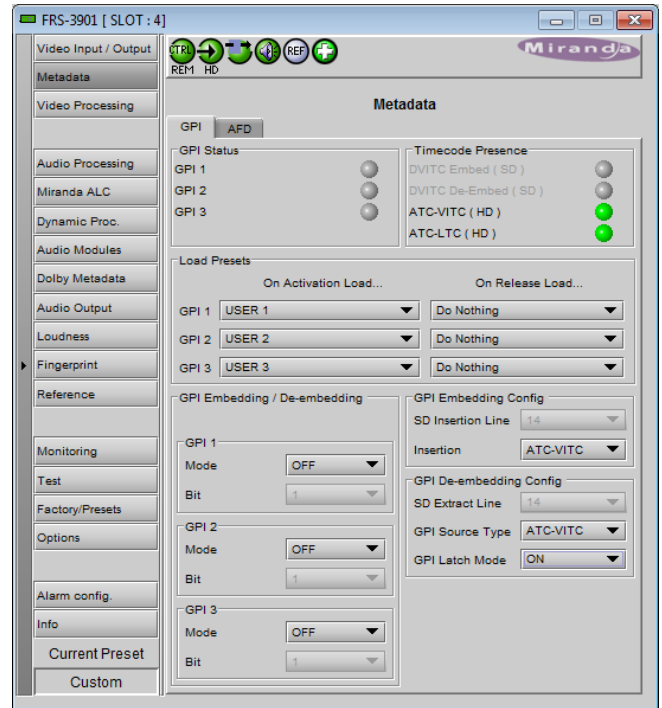 FRS-3901 [ SLOT : 4]
Video Input / Output
Metadata
Video Processing
Audio Processing
Miranda ALC
Dynamic Proc.
Audio Modules
Dolby Metadata
Audio Output
Loudness
Fingerprint
Reference
Monitoring
Test
Factory/Presets
Options
Alarm config.
Info
Current Preset
Custom
CTRL REF
REM HD
Miranda
Metadata
GPI AFD
GPI Status
GPI 1
GPI 2
GPI 3
Timecode Presence
DVITC Embed ( SD )
DVITC De-Embed ( SD )
ATC-VITC ( HD )
ATC-LTC ( HD )
Load Presets
On Activation Load... On Release Load...
GPI 1 USER 1 Do Nothing
GPI 2 USER 2 Do Nothing
GPI 3 USER 3 Do Nothing
GPI Embedding / De-embedding
GPI 1
Mode OFF
Bit 1
GPI 2
Mode OFF
Bit 1
GPI 3
Mode OFF
Bit 1
GPI Embedding Config
SD Insertion Line 14
Insertion ATC-VITC
GPI De-embedding Config
SD Extract Line 14
GPI Source Type ATC-VITC
GPI Latch Mode ON